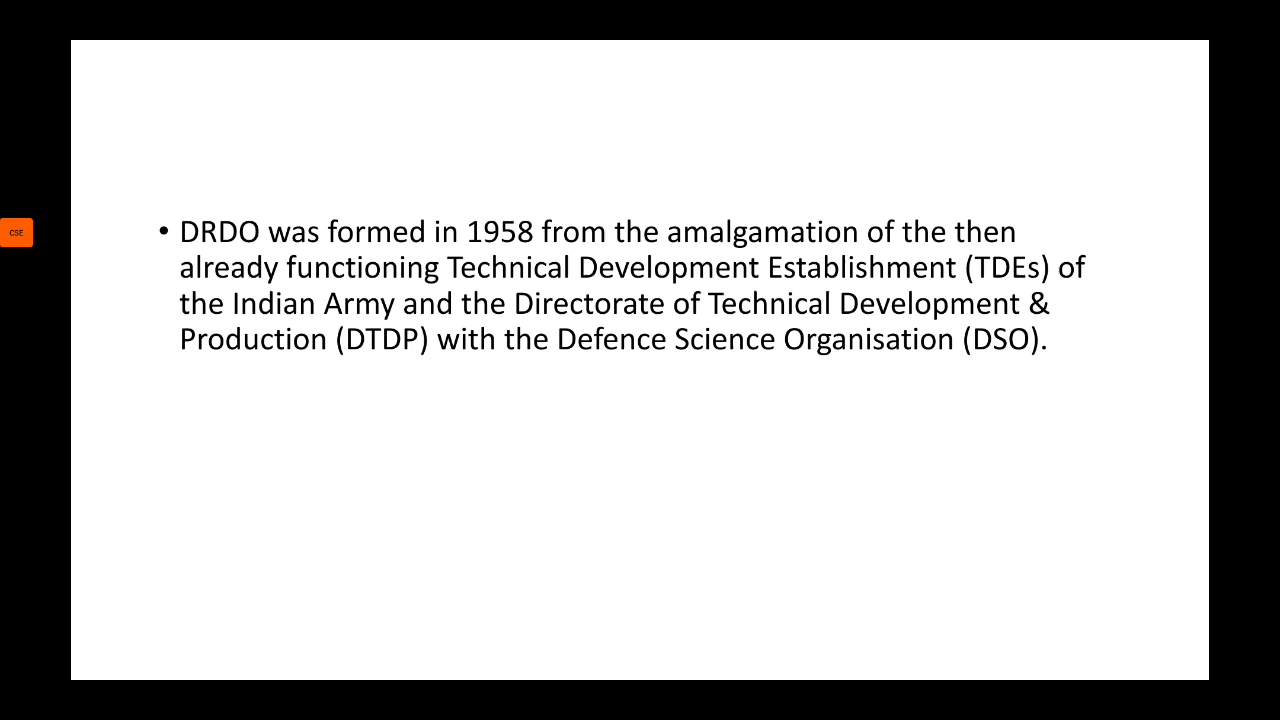 • DRDO was formed in 1958 from the amalgamation of the then
already functioning Technical Development Establishment (TDEs) of
the Indian Army and the Directorate of Technical Development &
Production (DTDP) with the Defence Science Organisation (DSO).
CSE